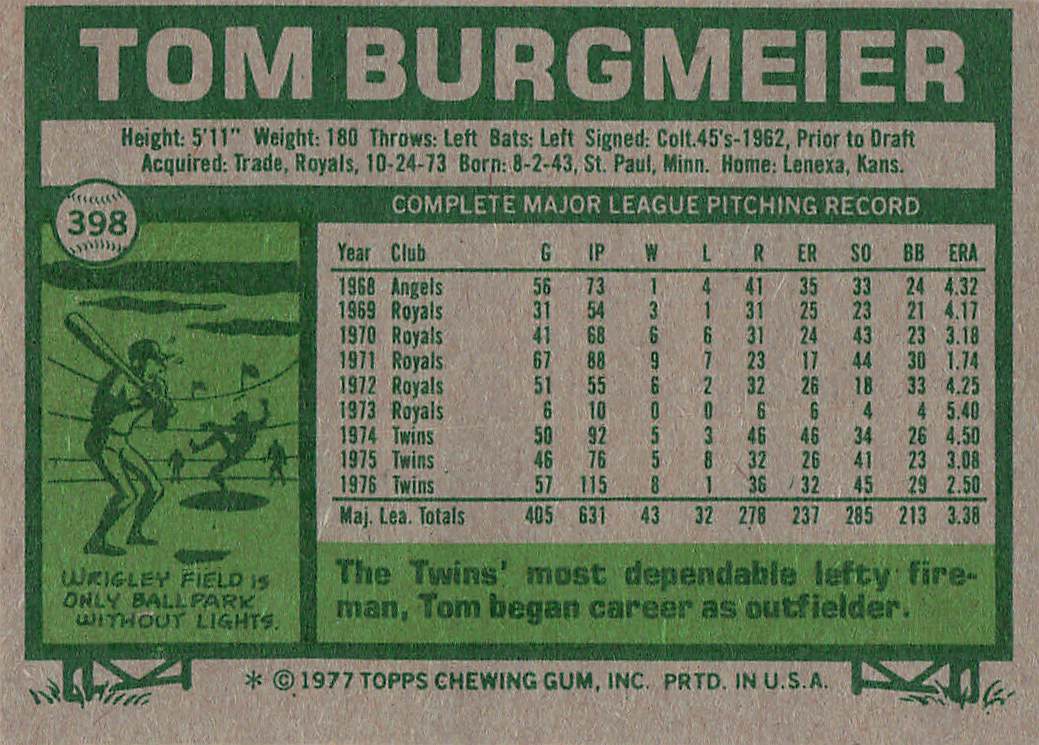 TOM BURGMEIER
Height: 5'11" Weight: 180 Throws: Left Bats: Left Signed: Colt.45's-1962, Prior to Draft
Acquired: Trade, Royals, 10-24-73 Born: 8-2-43, St. Paul, Minn. Home: Lenexa, Kans.
398
COMPLETE MAJOR LEAGUE PITCHING RECORD
Year Club G IP W L R ER SO BB ERA
1968 Angels 56 73 1 4 41 35 33 24 4.32
1969 Royals 31 54 3 1 31 25 23 21 4.17
1970 Royals 41 68 6 6 31 24 43 23 3.18
1971 Royals 67 88 9 7 23 17 44 30 1.74
1972 Royals 51 55 6 2 32 26 18 33 4.25
1973 Royals 6 10 0 0 6 6 4 4 5.40
1974 Twins 50 92 5 3 46 46 34 26 4.50
1975 Twins 46 76 5 8 32 26 41 23 3.08
1976 Twins 57 115 8 1 36 32 45 29 2.50
Maj. Lea. Totals 405 631 43 32 278 237 285 213 3.38
WRIGLEY FIELD IS
ONLY BALLPARK
WITHOUT LIGHTS.
The Twins' most dependable lefty fire-
man, Tom began career as outfielder.
* © 1977 TOPPS CHEWING GUM, INC. PRTD. IN U.S.A.